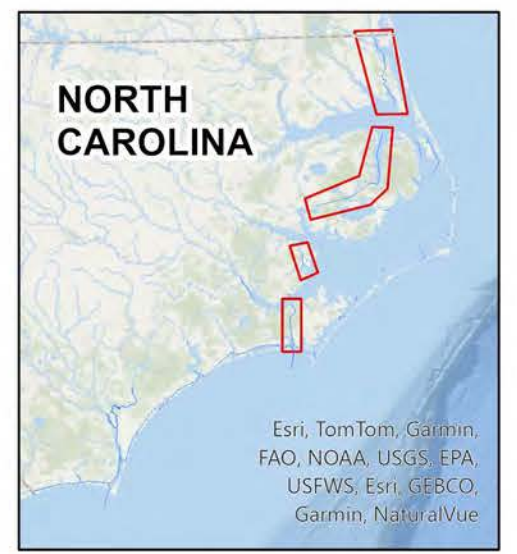 NORTH
CAROLINA
Esri, TomTom, Garmin,
FAO, NOAA, USGS, EPA,
USFWS, Esri, GEBCO,
Garmin, NaturalVue